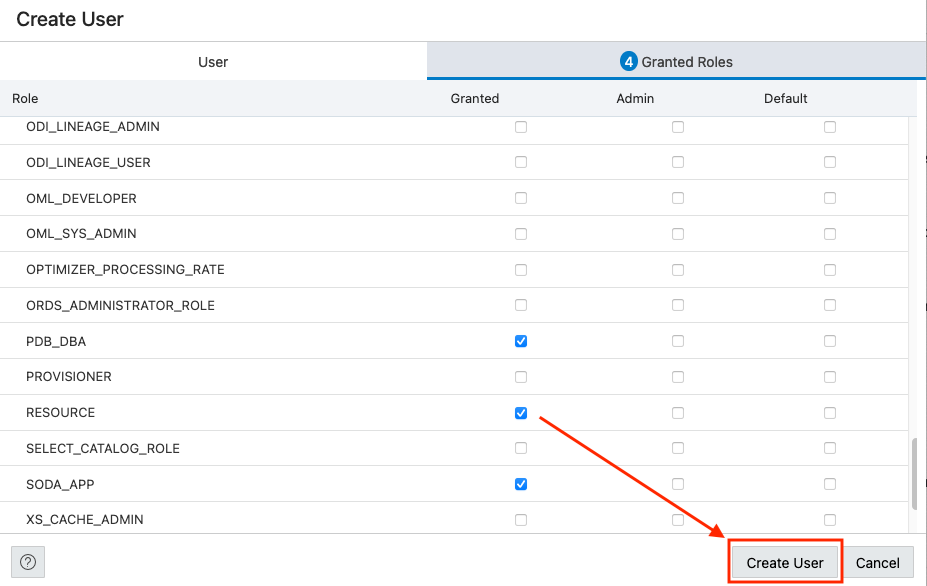 Create User
User
4 Granted Roles
Role Granted Admin Default
ODI_LINEAGE_ADMIN
ODI_LINEAGE_USER
OML_DEVELOPER
OML_SYS_ADMIN
OPTIMIZER_PROCESSING_RATE
ORDS_ADMINISTRATOR_ROLE
PDB_DBA
PROVISIONER
RESOURCE
SELECT_CATALOG_ROLE
SODA_APP
XS_CACHE_ADMIN
? Create User Cancel